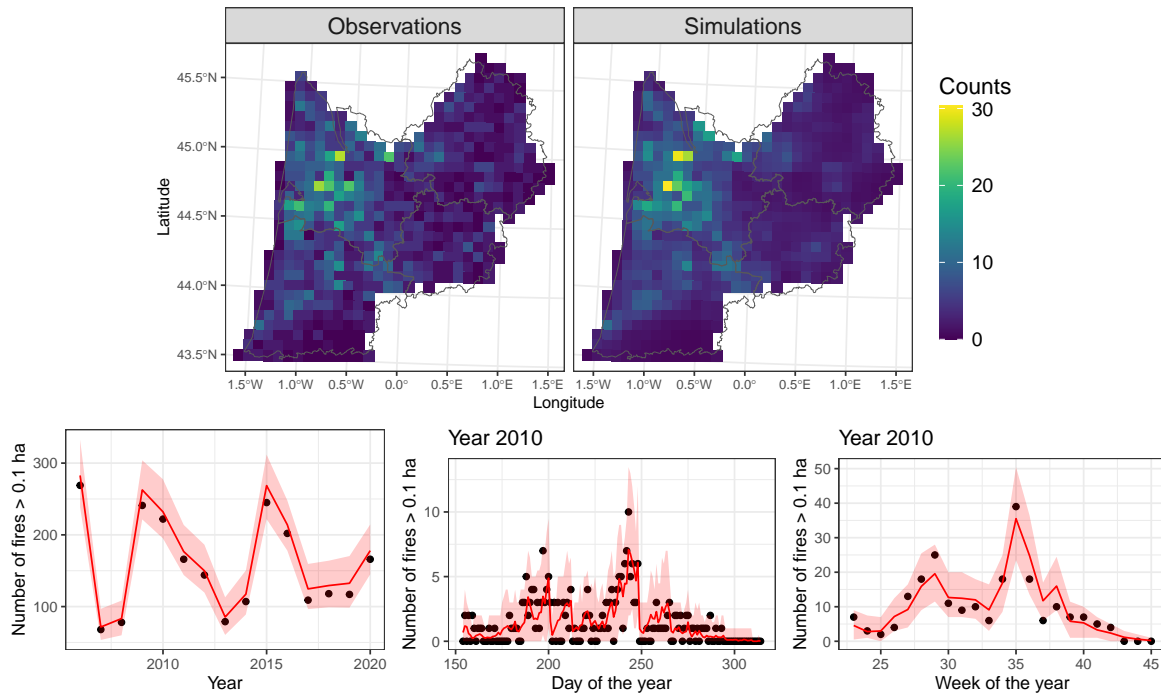 Observations
Simulations
45.5°N
45.0°N
44.5°N
44.0°N
43.5°N
Latitude
1.5°W 1.0°W 0.5°W 0.0° 0.5°E 1.0°E 1.5°E
1.5°W 1.0°W 0.5°W 0.0° 0.5°E 1.0°E 1.5°E
Longitude
Counts
30
20
10
0
Number of fires > 0.1 ha
300
200
100
2010 2015 2020
Year
Year 2010
Number of fires > 0.1 ha
10
5
0
150 200 250 300
Day of the year
Year 2010
Number of fires > 0.1 ha
50
40
30
20
10
0
25 30 35 40 45
Week of the year